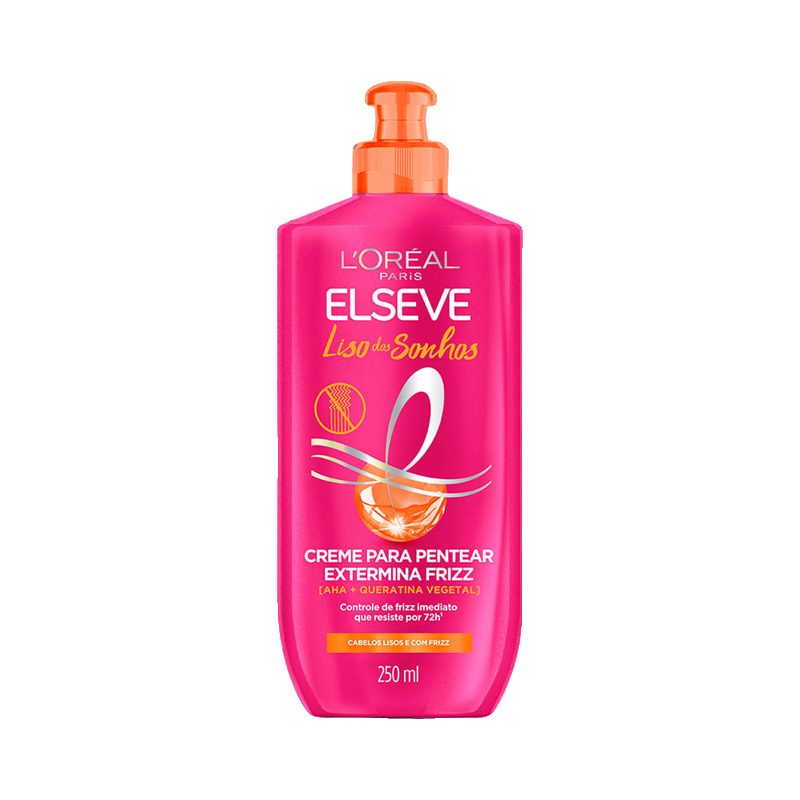 L'ORÉAL
PARIS
ELSEVE
Liso dos Sonhos
CREME PARA PENTEAR
EXTERMINA FRIZZ
[AHA + QUERATINA VEGETAL]
Controle de frizz imediato
que resiste por 72h¹
CABELOS LISOS E COM FRIZZ
250 ml